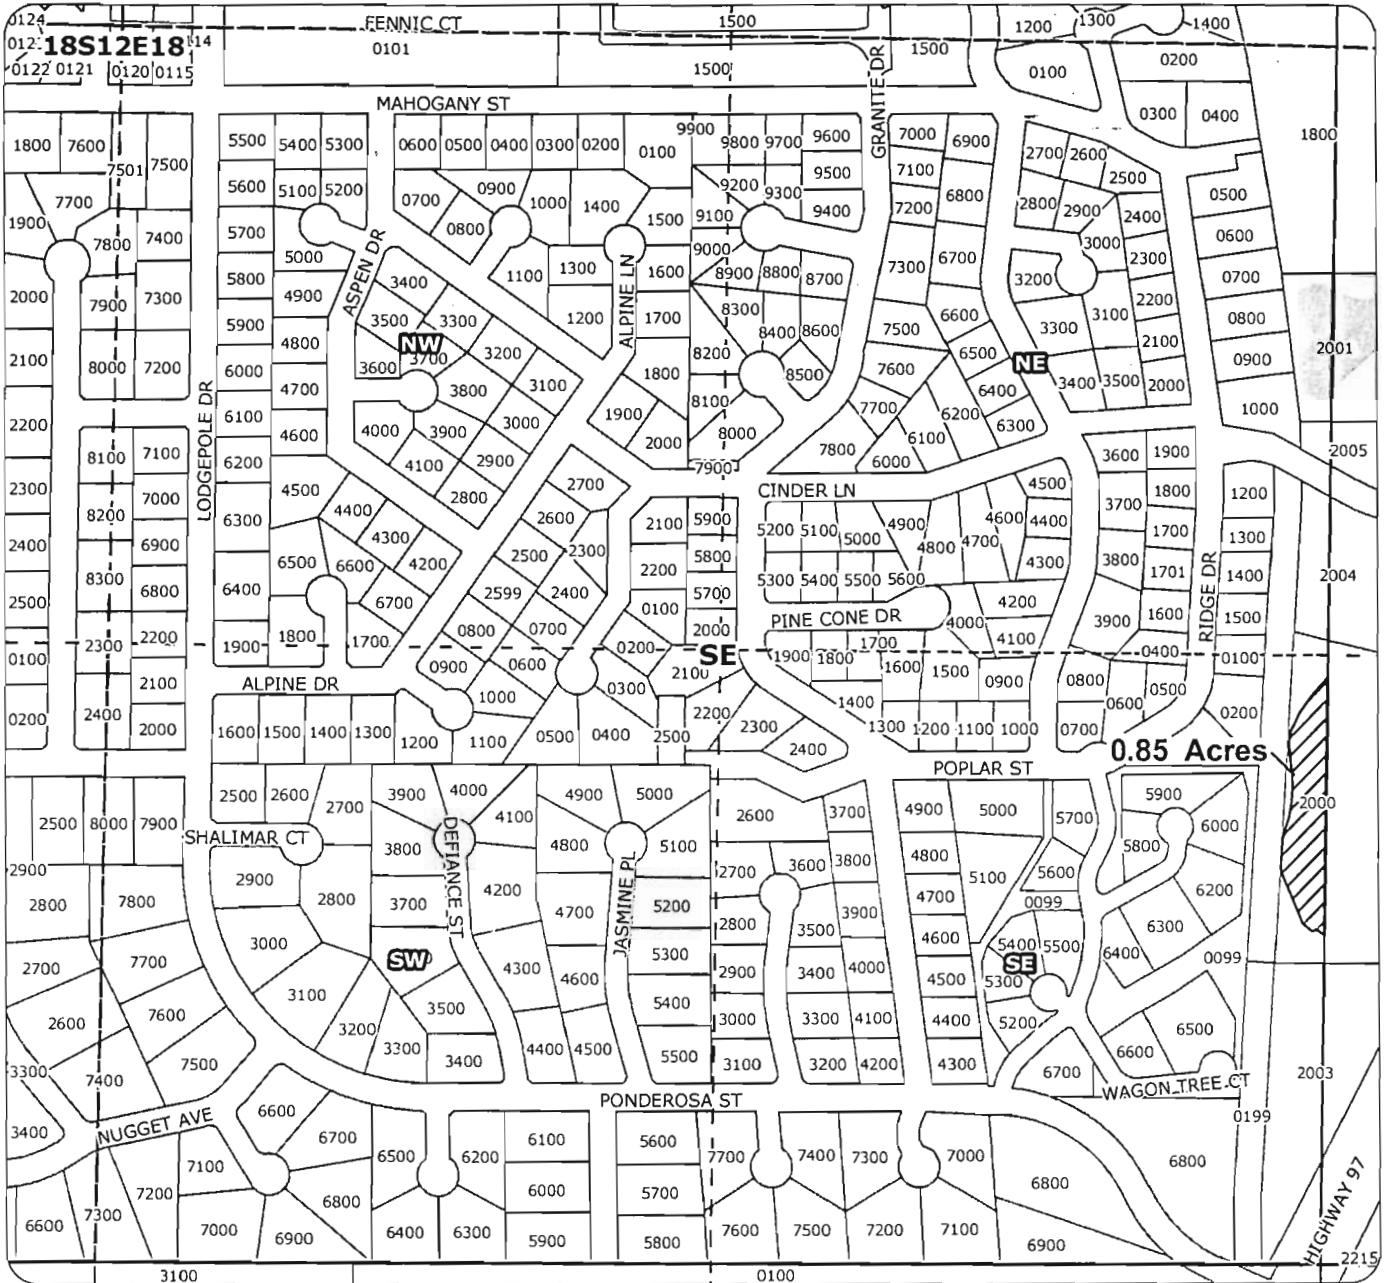 0124 FENNIC CT 1500 1200 1300 1400
18S12E18 0101 1500 0200
0122 0121 0120 0115 1500 0100
MAHOGANY ST GRANITE DR 0300 0400
1800 7600 7501 7500 5500 5400 5300 0600 0500 0400 0300 0200 0100 9900 9800 9700 9600 7000 6900 2700 2600 1800
7700 5600 5100 5200 0700 0900 1000 1400 9200 9300 9500 7100 6800 2500 0500
1900 7800 7400 5700 5000 0800 1500 9100 9400 7200 2800 2900 2400 0600
ASPEN DR ALPINE LN 9000 3000
2000 7900 7300 5800 4900 3400 1100 1300 1600 8900 8800 8700 7300 6700 3200 2300 0700
5900 4800 3500 3300 1200 1700 8300 8400 8600 7500 6600 3300 3100 2200 0800
NW NE 2100 2001
2100 8000 7200 6000 4700 3600 3700 3200 3100 1800 8200 8500 7600 6500 3400 3500 2000 0900
LODGEPOLE DR 3800 6400
2200 6100 4600 4000 3900 3000 1900 2000 8100 8000 7700 6200 6300 1000
8100 7100 6200 4100 2900 7900 7800 6100 6000 3600 1900 2005
2300 7000 4500 2800 2700 CINDER LN 4500 3700 1800 1200
8200 6300 4400 2600 2100 5900 5200 5100 5000 4900 4600 4400 1700 1300
2400 6900 4300 4200 2500 2300 2200 5800 4800 4700 4300 3800 1701 1400 2004
8300 6800 6400 6500 6600 6700 2599 2400 5700 5300 5400 5500 5600 4200 RIDGE DR
2500 2200 0800 0700 0100 2000 PINE CONE DR 4000 4100 3900 1600 1500
2300 1900 1800 1700 0900 0600 0200 SE 1900 1800 1700 1600 1500 0900 0400 0100
0100 2100 ALPINE DR 1000 0300 2100 1400 0800 0600 0500 0200
0200 2400 2000 1600 1500 1400 1300 1200 1100 0500 0400 2500 2200 2300 2400 1300 1200 1100 1000 0700
0.85 Acres
POPLAR ST
2500 8000 7900 2500 2600 2700 3900 4000 4100 4900 5000 2600 3700 4900 5000 5700 5900 6000 2000
SHALIMAR CT DEFIANCE ST 3800 4800 5100 3800 4800 5800
2900 2900 2800 3700 4200 JASMINE PL 5200 2700 3600 4700 5100 5600 6200
2800 7800 4700 2800 3900 0099
3000 SW 5300 3500 4600 5400 5500 6300 6400 0099
2700 7700 3100 3500 4300 4600 2900 3400 4000 4500 SE 5300
2600 7600 3200 5400 3000 3300 4100 4400 5200 6500
3300 7400 7500 3300 3400 4400 4500 5500 3100 3200 4200 4300 6700 6600 2003
PONDEROSA ST WAGON TREE CT
3400 NUGGET AVE 6600 0199
7100 6700 6500 6200 6100 5600 7700 7400 7300 7000 6800
7200 6800 6000 5700 6800 HIGHWAY 97
6600 7300 7000 6900 6400 6300 5900 5800 7600 7500 7200 7100 6900 2215
3100 0100